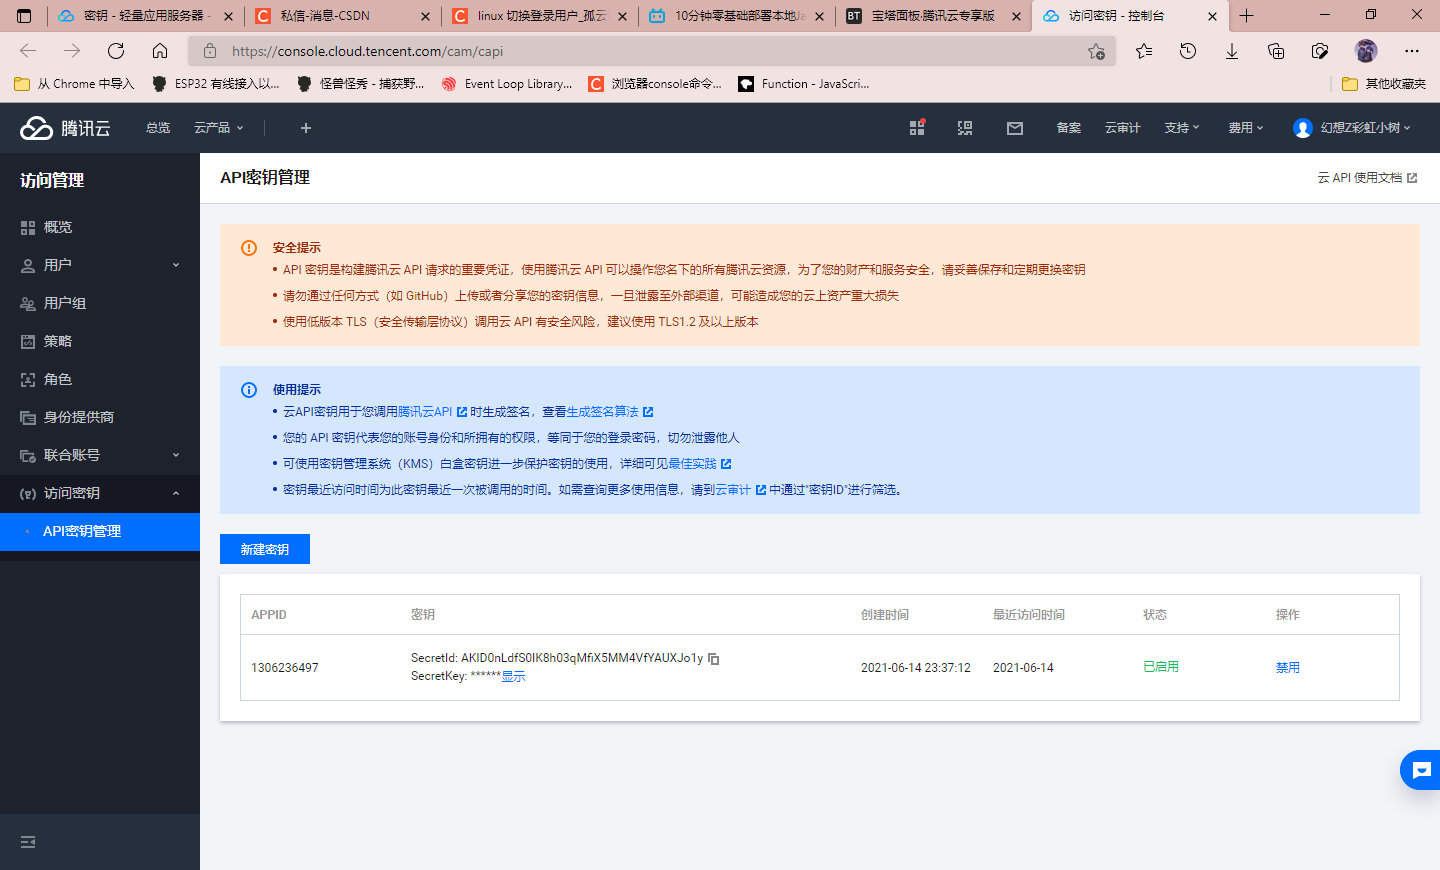 密钥 - 轻量应用服务器 -
私信-消息-CSDN
linux 切换登录用户_孤云
10分钟零基础部署本地Ja
BT
宝塔面板·腾讯云专享版
访问密钥 - 控制台
https://console.cloud.tencent.com/cam/capi
从 Chrome 中导入
ESP32 有线接入以...
怪兽怪秀 - 捕获野...
Event Loop Library...
浏览器console命令...
Function - JavaScri...
其他收藏夹
腾讯云
总览
云产品
备案
云审计
支持
费用
幻想Z彩虹小树
访问管理
概览
用户
用户组
策略
角色
身份提供商
联合账号
访问密钥
API密钥管理
API密钥管理
云 API 使用文档
安全提示
• API 密钥是构建腾讯云 API 请求的重要凭证，使用腾讯云 API 可以操作您名下的所有腾讯云资源，为了您的财产和服务安全，请妥善保存和定期更换密钥
• 请勿通过任何方式（如 GitHub）上传或者分享您的密钥信息，一旦泄露至外部渠道，可能造成您的云上资产重大损失
• 使用低版本 TLS（安全传输层协议）调用云 API 有安全风险，建议使用 TLS1.2 及以上版本
使用提示
• 云API密钥用于您调用腾讯云API 时生成签名，查看生成签名算法
• 您的 API 密钥代表您的账号身份和所拥有的权限，等同于您的登录密码，切勿泄露他人
• 可使用密钥管理系统（KMS）白盒密钥进一步保护密钥的使用，详细可见最佳实践
• 密钥最近访问时间为此密钥最近一次被调用的时间。如需查询更多使用信息，请到云审计 中通过"密钥ID"进行筛选。
新建密钥
APPID 密钥 创建时间 最近访问时间 状态 操作
SecretId: AKID0nLdfS0IK8h03qMfiX5MM4VfYAUXJo1y
1306236497 2021-06-14 23:37:12 2021-06-14 已启用 禁用
SecretKey: ******显示